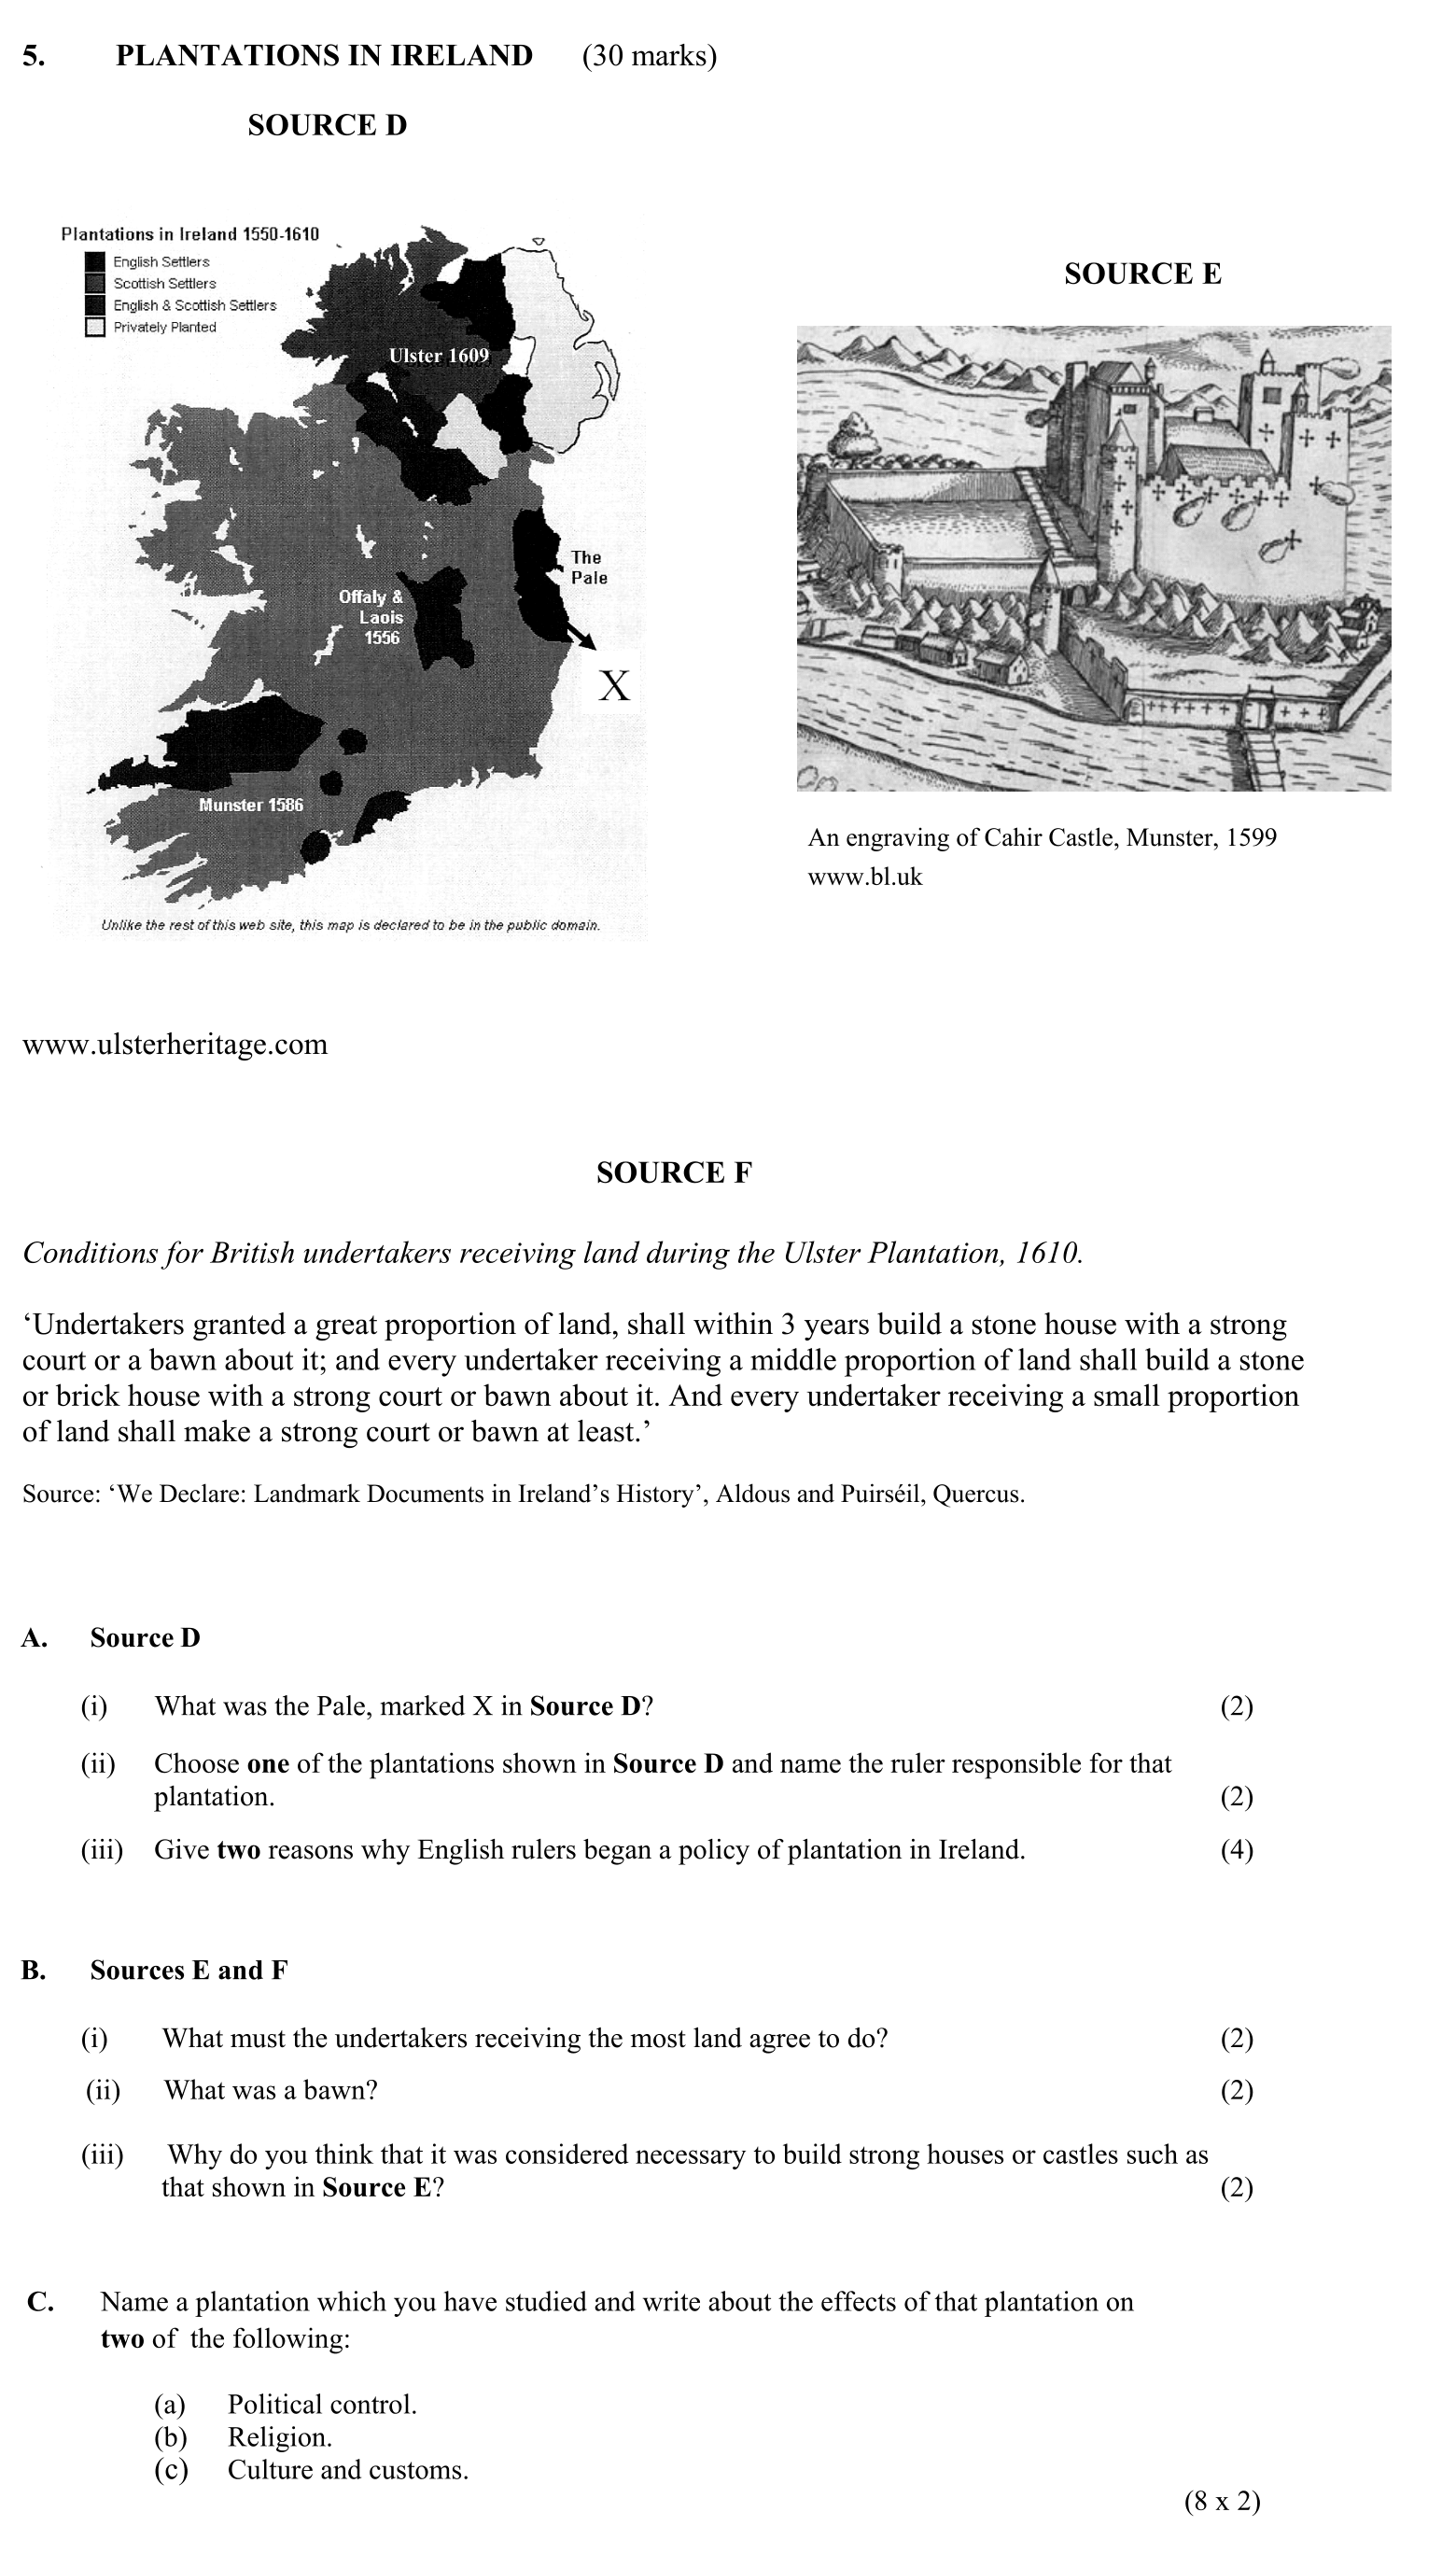 5. PLANTATIONS IN IRELAND (30 marks)
SOURCE D
Plantations in Ireland 1550-1610
English Settlers
Scottish Settlers
English & Scottish Settlers
Privately Planted
Ulster 1609
The
Pale
Offaly &
Laois
1556
X
Munster 1586
Unlike the rest of this web site, this map is declared to be in the public domain.
www.ulsterheritage.com
SOURCE E
An engraving of Cahir Castle, Munster, 1599
www.bl.uk
SOURCE F
Conditions for British undertakers receiving land during the Ulster Plantation, 1610.
‘Undertakers granted a great proportion of land, shall within 3 years build a stone house with a strong
court or a bawn about it; and every undertaker receiving a middle proportion of land shall build a stone
or brick house with a strong court or bawn about it. And every undertaker receiving a small proportion
of land shall make a strong court or bawn at least.’
Source: ‘We Declare: Landmark Documents in Ireland’s History’, Aldous and Puirséil, Quercus.
A. Source D
(i) What was the Pale, marked X in Source D? (2)
(ii) Choose one of the plantations shown in Source D and name the ruler responsible for that
plantation. (2)
(iii) Give two reasons why English rulers began a policy of plantation in Ireland. (4)
B. Sources E and F
(i) What must the undertakers receiving the most land agree to do? (2)
(ii) What was a bawn? (2)
(iii) Why do you think that it was considered necessary to build strong houses or castles such as
that shown in Source E? (2)
C. Name a plantation which you have studied and write about the effects of that plantation on
two of the following:
(a) Political control.
(b) Religion.
(c) Culture and customs.
(8 x 2)